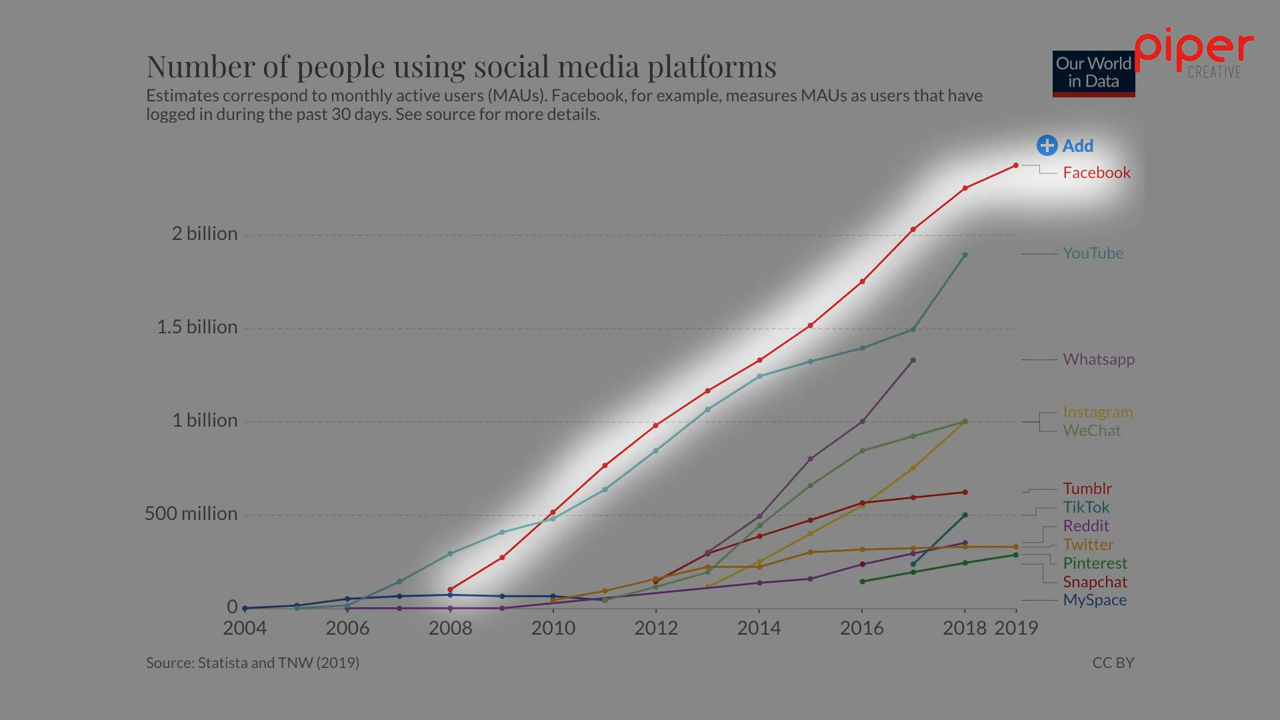 piper
CREATIVE
Number of people using social media platforms
Our World
in Data
Estimates correspond to monthly active users (MAUs). Facebook, for example, measures MAUs as users that have
logged in during the past 30 days. See source for more details.
Add
Facebook
2 billion
YouTube
1.5 billion
Whatsapp
1 billion
Instagram
WeChat
500 million
Tumblr
TikTok
Reddit
Twitter
Pinterest
Snapchat
MySpace
0
2004 2006 2008 2010 2012 2014 2016 2018 2019
Source: Statista and TNW (2019)
CC BY